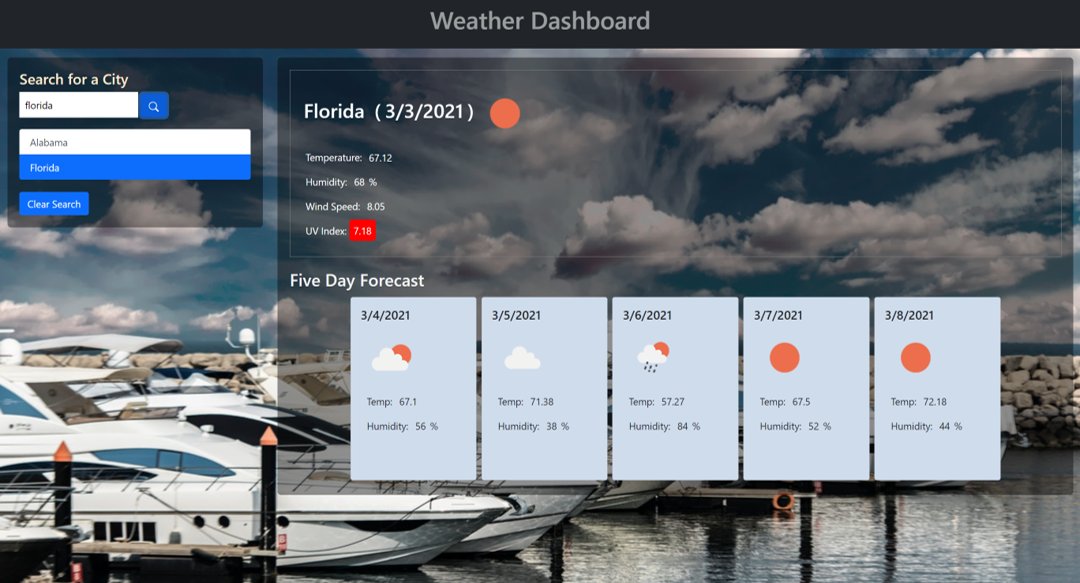 Weather Dashboard
Search for a City
florida
Alabama
Florida
Clear Search
Florida ( 3/3/2021 )
Temperature: 67.12
Humidity: 68 %
Wind Speed: 8.05
UV Index: 7.18
Five Day Forecast
3/4/2021
Temp: 67.1
Humidity: 56 %
3/5/2021
Temp: 71.38
Humidity: 38 %
3/6/2021
Temp: 57.27
Humidity: 84 %
3/7/2021
Temp: 67.5
Humidity: 52 %
3/8/2021
Temp: 72.18
Humidity: 44 %